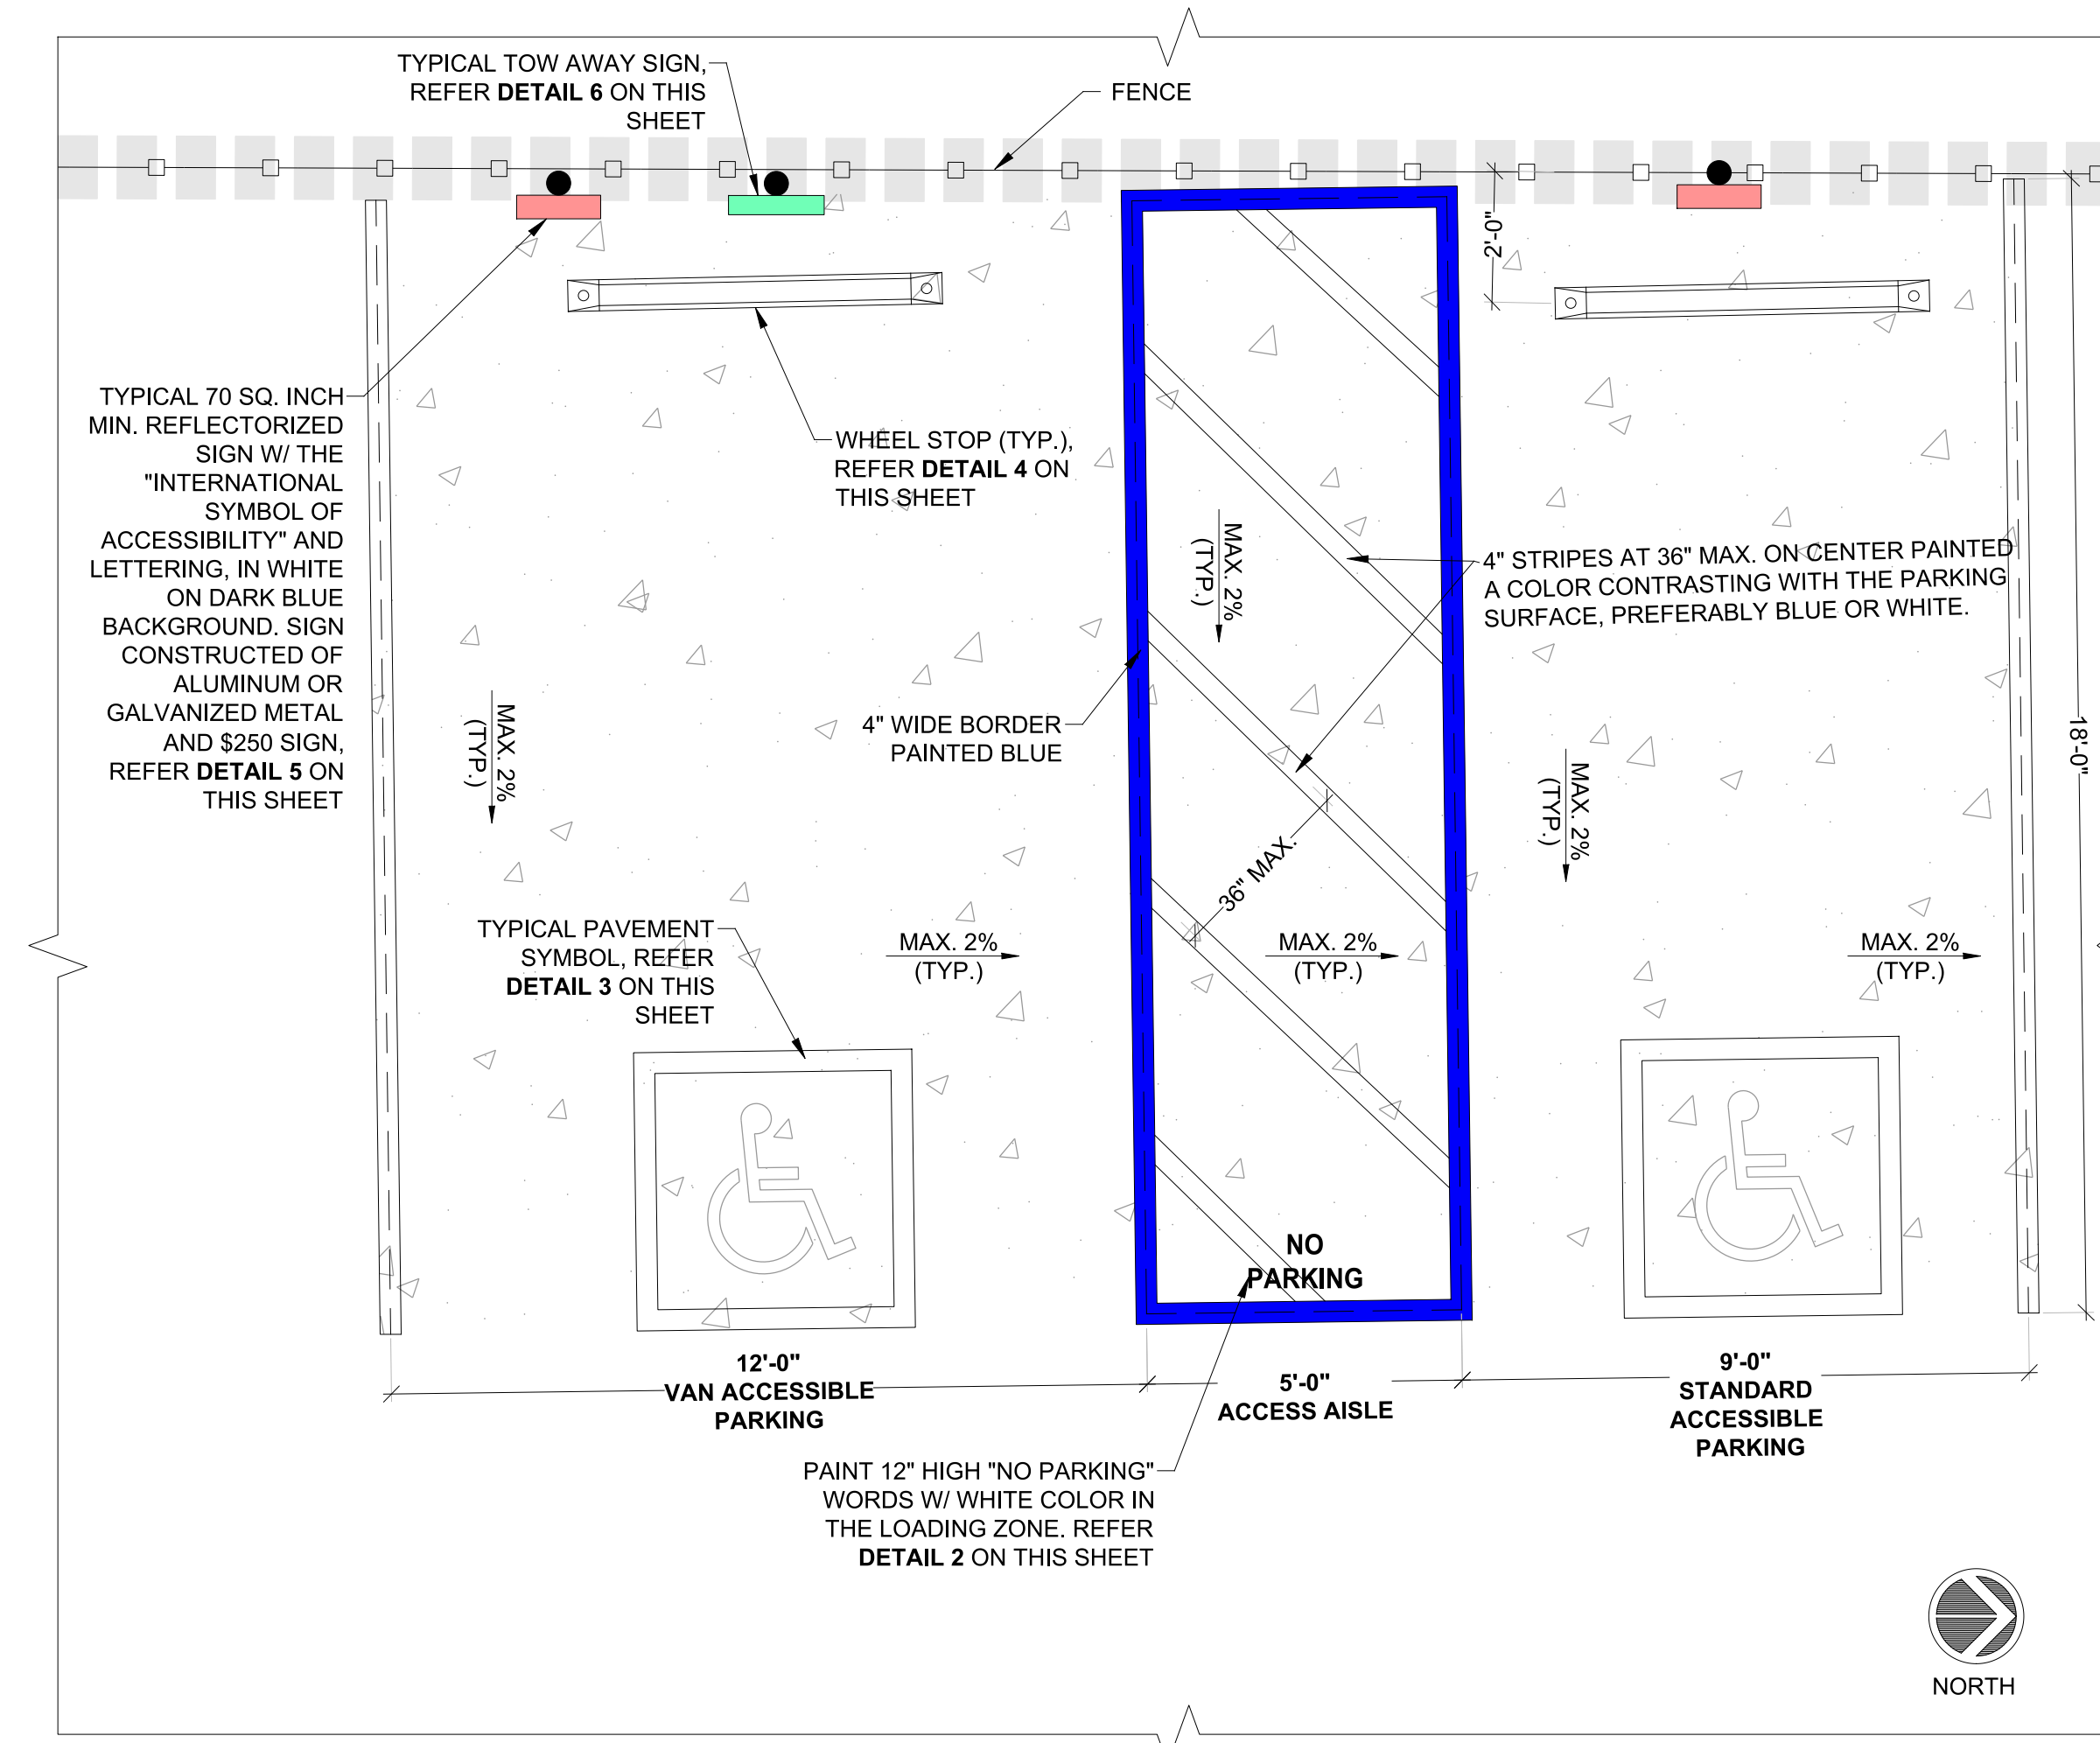 TYPICAL TOW AWAY SIGN,
REFER DETAIL 6 ON THIS
SHEET
FENCE
2'-0"
TYPICAL 70 SQ. INCH
MIN. REFLECTORIZED
SIGN W/ THE
"INTERNATIONAL
SYMBOL OF
ACCESSIBILITY" AND
LETTERING, IN WHITE
ON DARK BLUE
BACKGROUND. SIGN
CONSTRUCTED OF
ALUMINUM OR
GALVANIZED METAL
AND $250 SIGN,
REFER DETAIL 5 ON
THIS SHEET
WHEEL STOP (TYP.),
REFER DETAIL 4 ON
THIS SHEET
MAX. 2%
(TYP.)
4" STRIPES AT 36" MAX. ON CENTER PAINTED
A COLOR CONTRASTING WITH THE PARKING
SURFACE, PREFERABLY BLUE OR WHITE.
4" WIDE BORDER
PAINTED BLUE
MAX. 2%
(TYP.)
MAX. 2%
(TYP.)
18'-0"
36" MAX.
TYPICAL PAVEMENT
SYMBOL, REFER
DETAIL 3 ON THIS
SHEET
MAX. 2%
(TYP.)
MAX. 2%
(TYP.)
MAX. 2%
(TYP.)
NO
PARKING
12'-0"
VAN ACCESSIBLE
PARKING
5'-0"
ACCESS AISLE
9'-0"
STANDARD
ACCESSIBLE
PARKING
PAINT 12" HIGH "NO PARKING"
WORDS W/ WHITE COLOR IN
THE LOADING ZONE. REFER
DETAIL 2 ON THIS SHEET
NORTH